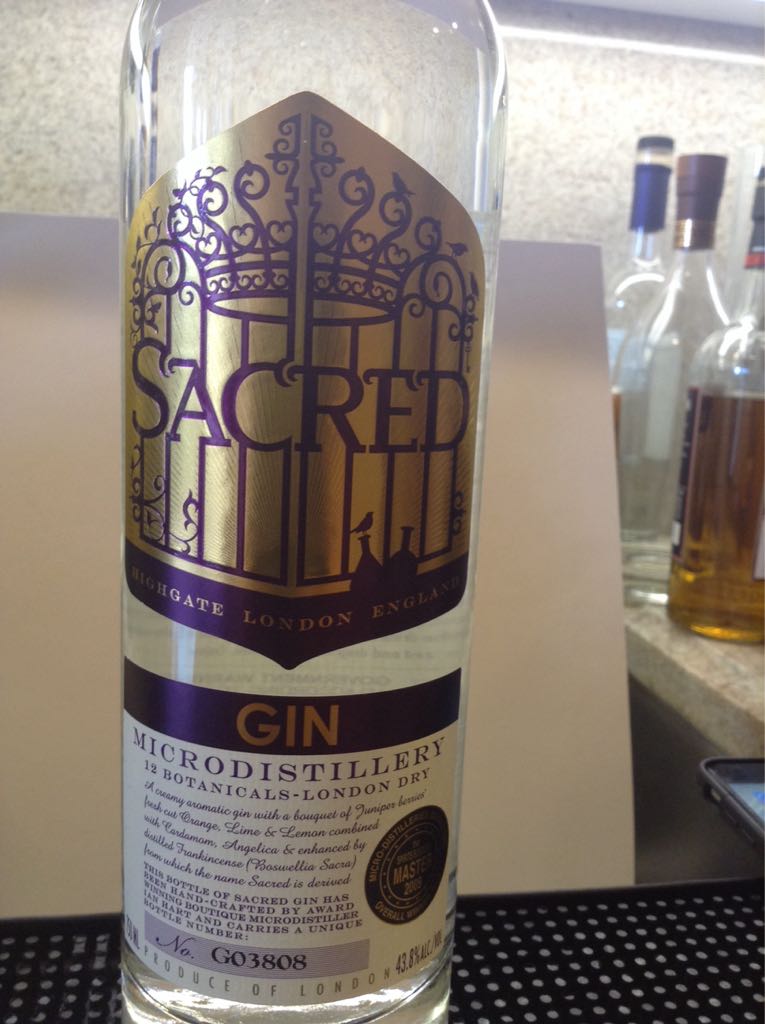 SACRED
HIGHGATE LONDON ENGLAND
GIN
MICRODISTILLERY
12 BOTANICALS-LONDON DRY
A creamy aromatic gin with a bouquet of Juniper berries'
fresh cut Orange, Lime & Lemon combined
with Cardamom, Angelica & enhanced by
distilled Frankincense (Boswellia Sacra)
from which the name Sacred is derived
THIS BOTTLE OF SACRED GIN HAS
BEEN HAND-CRAFTED BY AWARD
WINNING BOUTIQUE MICRODISTILLER
IAN HART AND CARRIES A UNIQUE
BOTTLE NUMBER:
No. G03808
43.8% ALC/VOL
PRODUCE OF LONDON
MASTER
2009
OVERALL